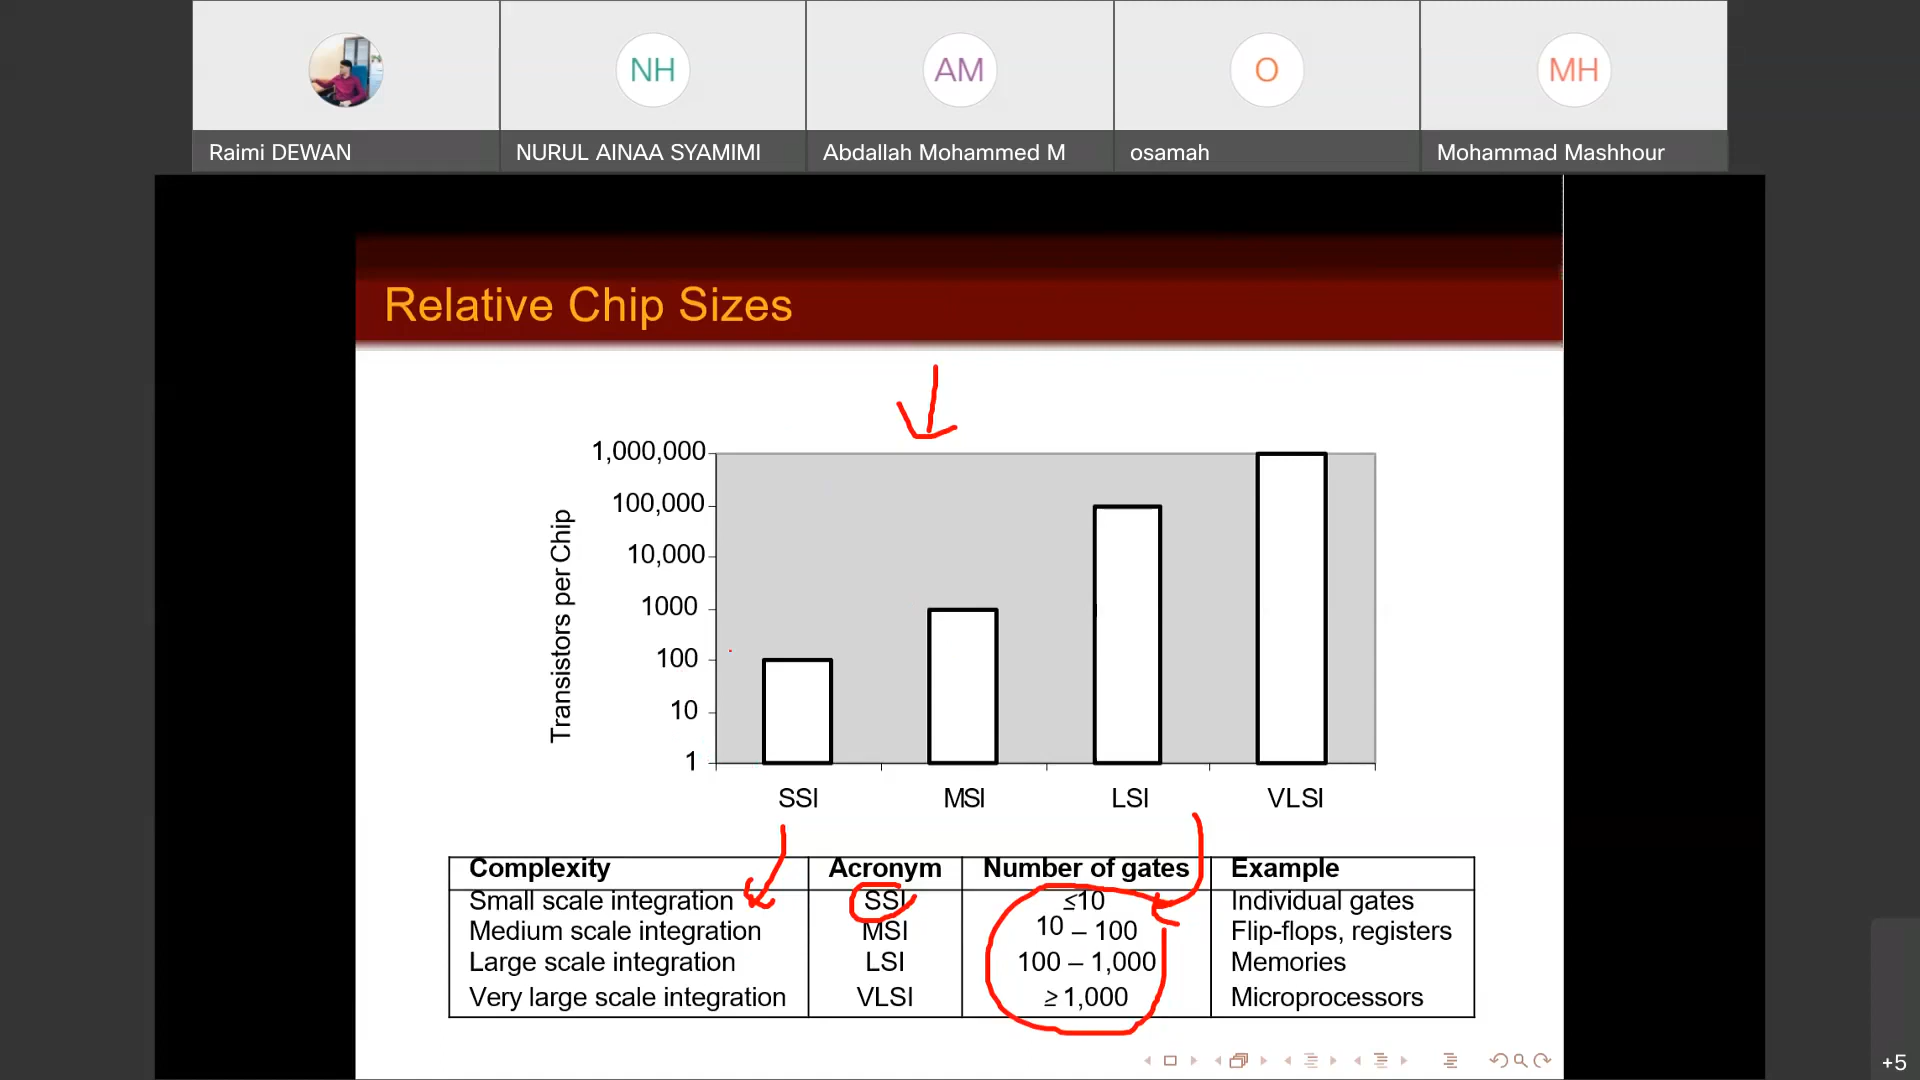 NH
AM
O
MH
Raimi DEWAN
NURUL AINAA SYAMIMI
Abdallah Mohammed M
osamah
Mohammad Mashhour
Relative Chip Sizes
Transistors per Chip
1,000,000
100,000
10,000
1000
100
10
1
SSI MSI LSI VLSI
Complexity Acronym Number of gates Example
Small scale integration SSI ≤10 Individual gates
Medium scale integration MSI 10 – 100 Flip-flops, registers
Large scale integration LSI 100 – 1,000 Memories
Very large scale integration VLSI ≥ 1,000 Microprocessors
+5